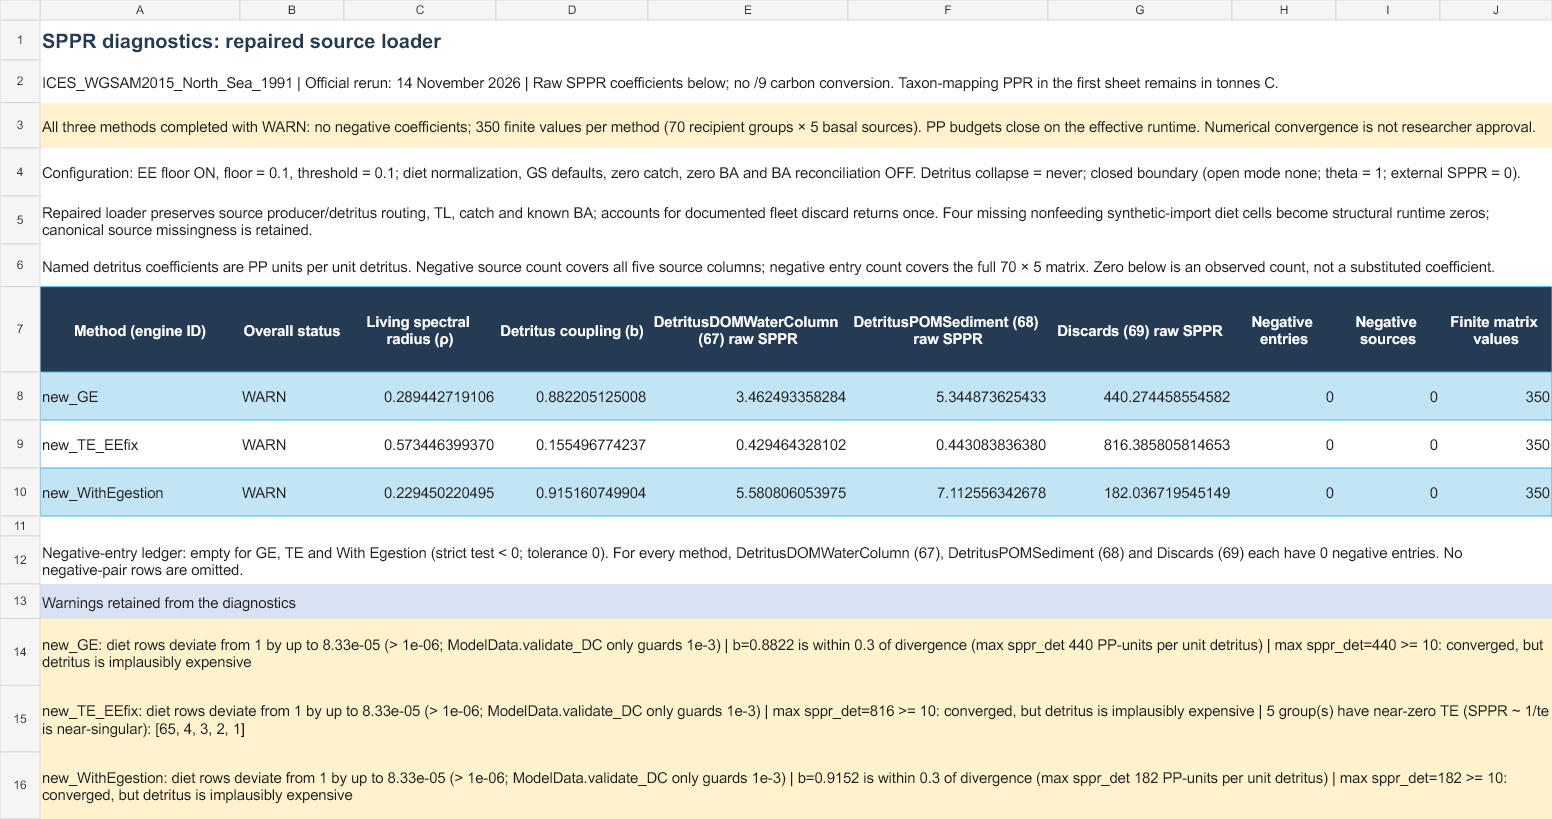 A B C D E F G H I J
1 SPPR diagnostics: repaired source loader
2 ICES_WGSAM2015_North_Sea_1991 | Official rerun: 14 November 2026 | Raw SPPR coefficients below; no /9 carbon conversion. Taxon-mapping PPR in the first sheet remains in tonnes C.
3 All three methods completed with WARN: no negative coefficients; 350 finite values per method (70 recipient groups × 5 basal sources). PP budgets close on the effective runtime. Numerical convergence is not researcher approval.
4 Configuration: EE floor ON, floor = 0.1, threshold = 0.1; diet normalization, GS defaults, zero catch, zero BA and BA reconciliation OFF. Detritus collapse = never; closed boundary (open mode none; theta = 1; external SPPR = 0).
5 Repaired loader preserves source producer/detritus routing, TL, catch and known BA; accounts for documented fleet discard returns once. Four missing nonfeeding synthetic-import diet cells become structural runtime zeros;
canonical source missingness is retained.
6 Named detritus coefficients are PP units per unit detritus. Negative source count covers all five source columns; negative entry count covers the full 70 × 5 matrix. Zero below is an observed count, not a substituted coefficient.
7 Method (engine ID) Overall status Living spectral radius (ρ) Detritus coupling (b) DetritusDOMWaterColumn (67) raw SPPR DetritusPOMSediment (68) raw SPPR Discards (69) raw SPPR Negative entries Negative sources Finite matrix values
8 new_GE WARN 0.289442719106 0.882205125008 3.462493358284 5.344873625433 440.274458554582 0 0 350
9 new_TE_EEfix WARN 0.573446399370 0.155496774237 0.429464328102 0.443083836380 816.385805814653 0 0 350
10 new_WithEgestion WARN 0.229450220495 0.915160749904 5.580806053975 7.112556342678 182.036719545149 0 0 350
11
12 Negative-entry ledger: empty for GE, TE and With Egestion (strict test < 0; tolerance 0). For every method, DetritusDOMWaterColumn (67), DetritusPOMSediment (68) and Discards (69) each have 0 negative entries. No
negative-pair rows are omitted.
13 Warnings retained from the diagnostics
14 new_GE: diet rows deviate from 1 by up to 8.33e-05 (> 1e-06; ModelData.validate_DC only guards 1e-3) | b=0.8822 is within 0.3 of divergence (max sppr_det 440 PP-units per unit detritus) | max sppr_det=440 >= 10: converged, but
detritus is implausibly expensive
15 new_TE_EEfix: diet rows deviate from 1 by up to 8.33e-05 (> 1e-06; ModelData.validate_DC only guards 1e-3) | max sppr_det=816 >= 10: converged, but detritus is implausibly expensive | 5 group(s) have near-zero TE (SPPR ~ 1/te
is near-singular): [65, 4, 3, 2, 1]
16 new_WithEgestion: diet rows deviate from 1 by up to 8.33e-05 (> 1e-06; ModelData.validate_DC only guards 1e-3) | b=0.9152 is within 0.3 of divergence (max sppr_det 182 PP-units per unit detritus) | max sppr_det=182 >= 10:
converged, but detritus is implausibly expensive